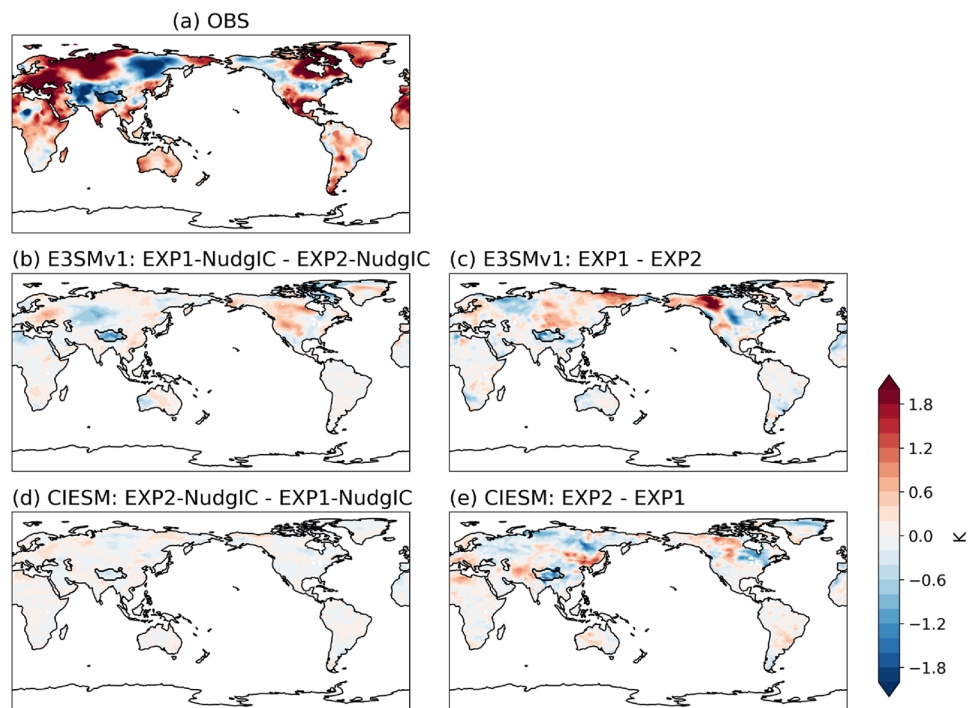 (a) OBS
(b) E3SMv1: EXP1-NudgIC - EXP2-NudgIC
(c) E3SMv1: EXP1 - EXP2
(d) CIESM: EXP2-NudgIC - EXP1-NudgIC
(e) CIESM: EXP2 - EXP1
1.8
1.2
0.6
0.0
−0.6
−1.2
−1.8
K